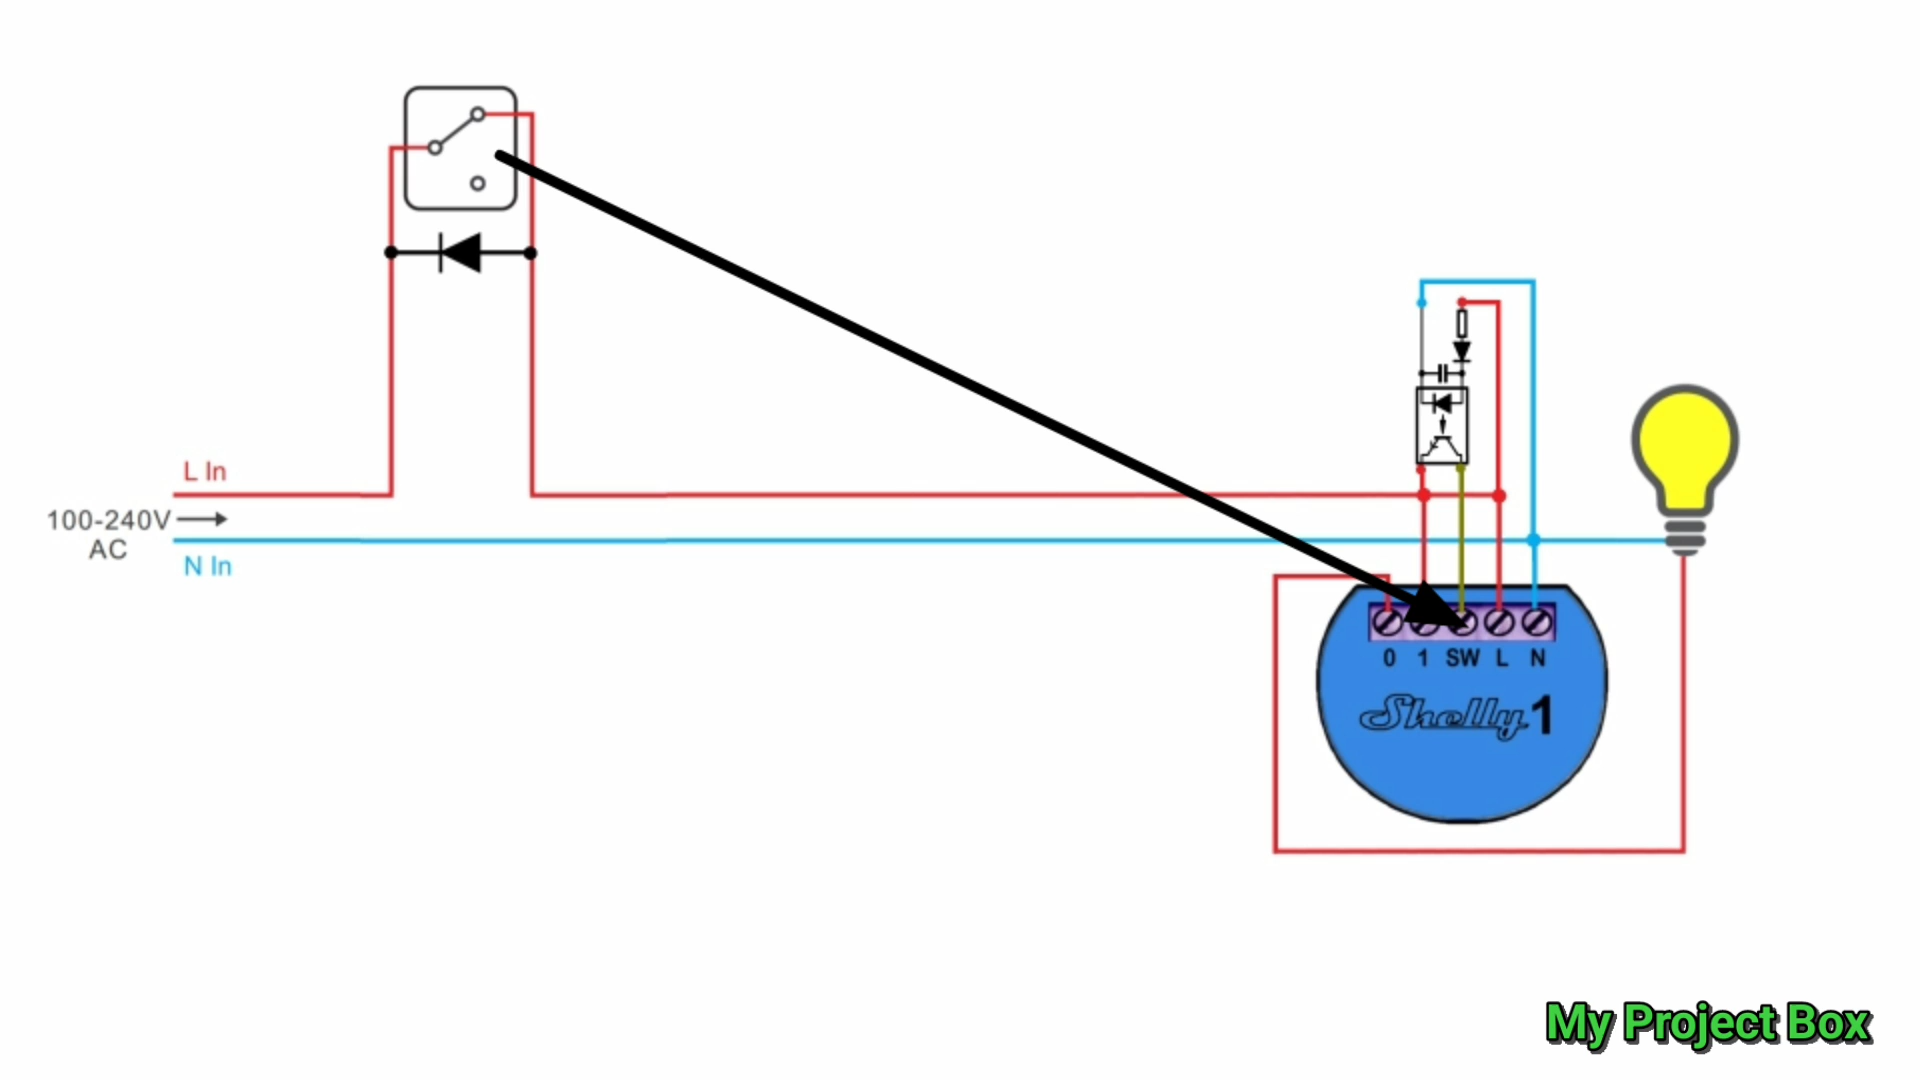 L In
100-240V
AC
N In
0 1 SW L N
Shelly 1
My Project Box